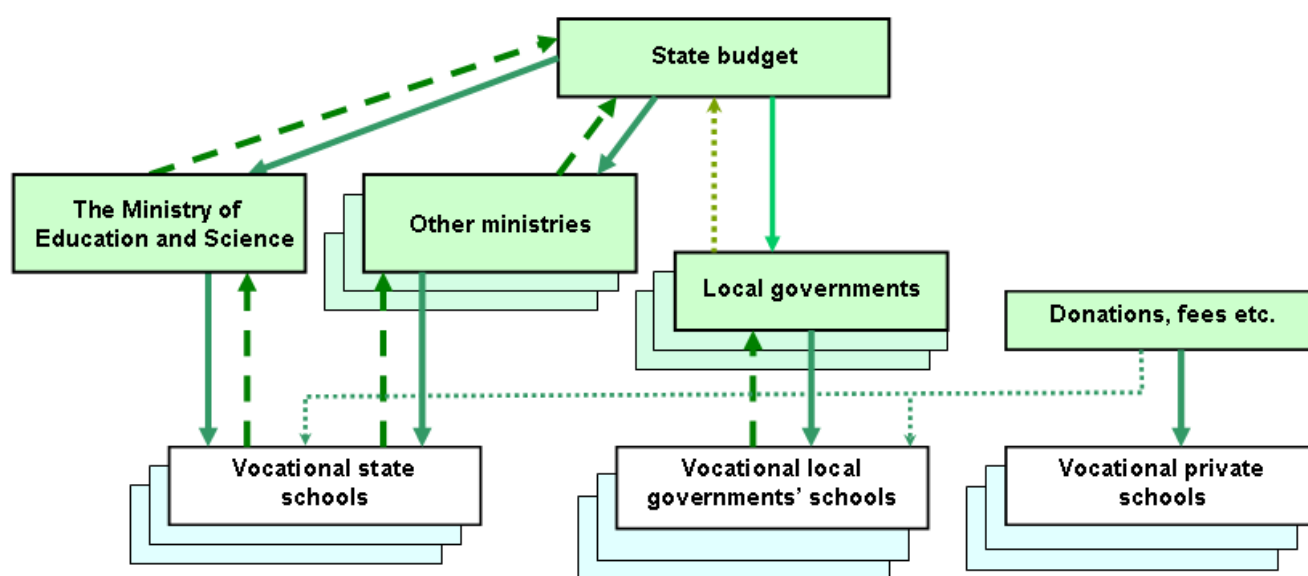 State budget
The Ministry of
Education and Science
Other ministries
Local governments
Donations, fees etc.
Vocational state
schools
Vocational local
governments’ schools
Vocational private
schools